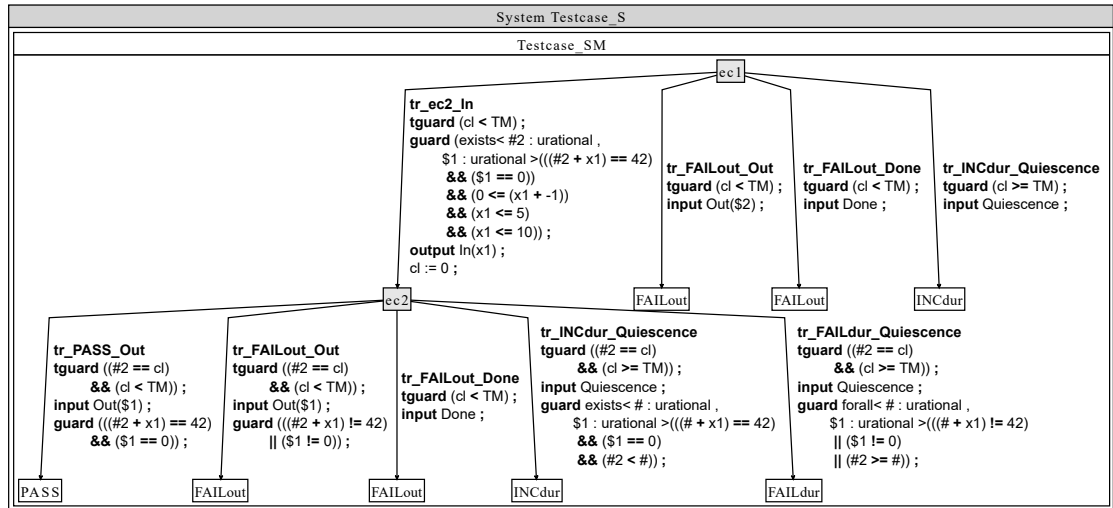 System Testcase_S
Testcase_SM
ec1
tr_ec2_In
tguard (cl < TM) ;
guard (exists< #2 : urational ,
$1 : urational >(((#2 + x1) == 42)
&& ($1 == 0))
&& (0 <= (x1 + -1))
&& (x1 <= 5)
&& (x1 <= 10)) ;
output In(x1) ;
cl := 0 ;
tr_FAILout_Out
tguard (cl < TM) ;
input Out($2) ;
tr_FAILout_Done
tguard (cl < TM) ;
input Done ;
tr_INCdur_Quiescence
tguard (cl >= TM) ;
input Quiescence ;
ec2
FAILout
FAILout
INCdur
tr_PASS_Out
tguard ((#2 == cl)
&& (cl < TM)) ;
input Out($1) ;
guard (((#2 + x1) == 42)
&& ($1 == 0)) ;
tr_FAILout_Out
tguard ((#2 == cl)
&& (cl < TM)) ;
input Out($1) ;
guard (((#2 + x1) != 42)
|| ($1 != 0)) ;
tr_FAILout_Done
tguard (cl < TM) ;
input Done ;
tr_INCdur_Quiescence
tguard ((#2 == cl)
&& (cl >= TM)) ;
input Quiescence ;
guard exists< # : urational ,
$1 : urational >(((# + x1) == 42)
&& ($1 == 0)
&& (#2 < #)) ;
tr_FAILdur_Quiescence
tguard ((#2 == cl)
&& (cl >= TM)) ;
input Quiescence ;
guard forall< # : urational ,
$1 : urational >(((# + x1) != 42)
|| ($1 != 0)
|| (#2 >= #)) ;
PASS
FAILout
FAILout
INCdur
FAILdur